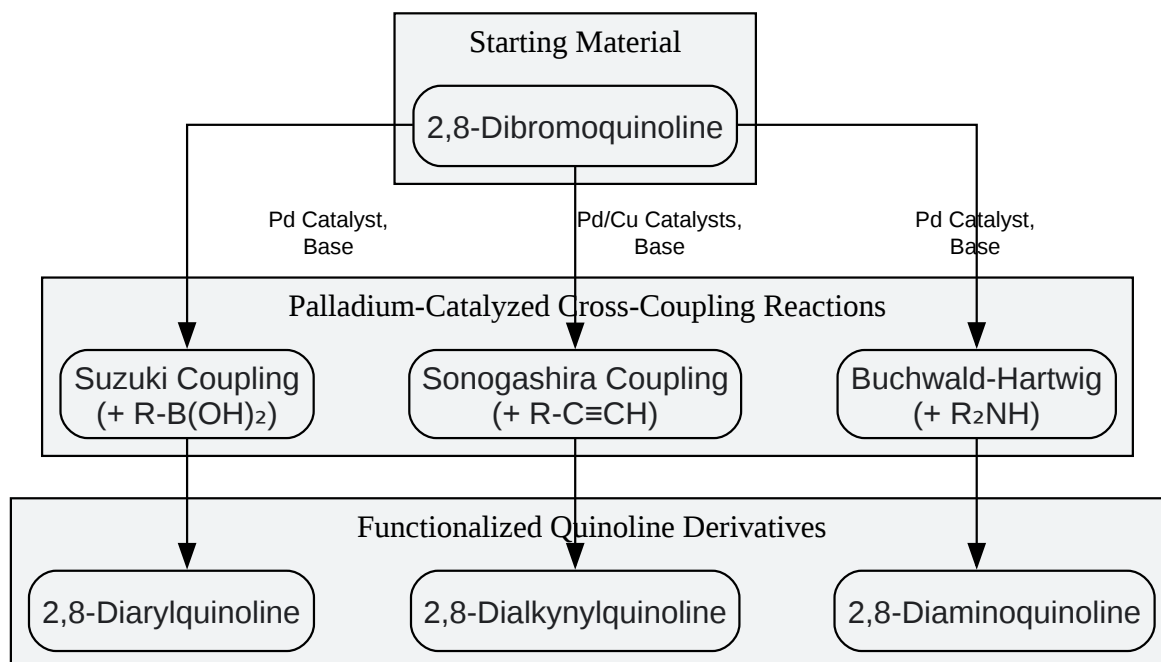 Starting Material
2,8-Dibromoquinoline
Pd Catalyst,
Base
Pd/Cu Catalysts,
Base
Pd Catalyst,
Base
Palladium-Catalyzed Cross-Coupling Reactions
Suzuki Coupling
(+ R-B(OH)₂)
Sonogashira Coupling
(+ R-C≡CH)
Buchwald-Hartwig
(+ R₂NH)
Functionalized Quinoline Derivatives
2,8-Diarylquinoline
2,8-Dialkynylquinoline
2,8-Diaminoquinoline